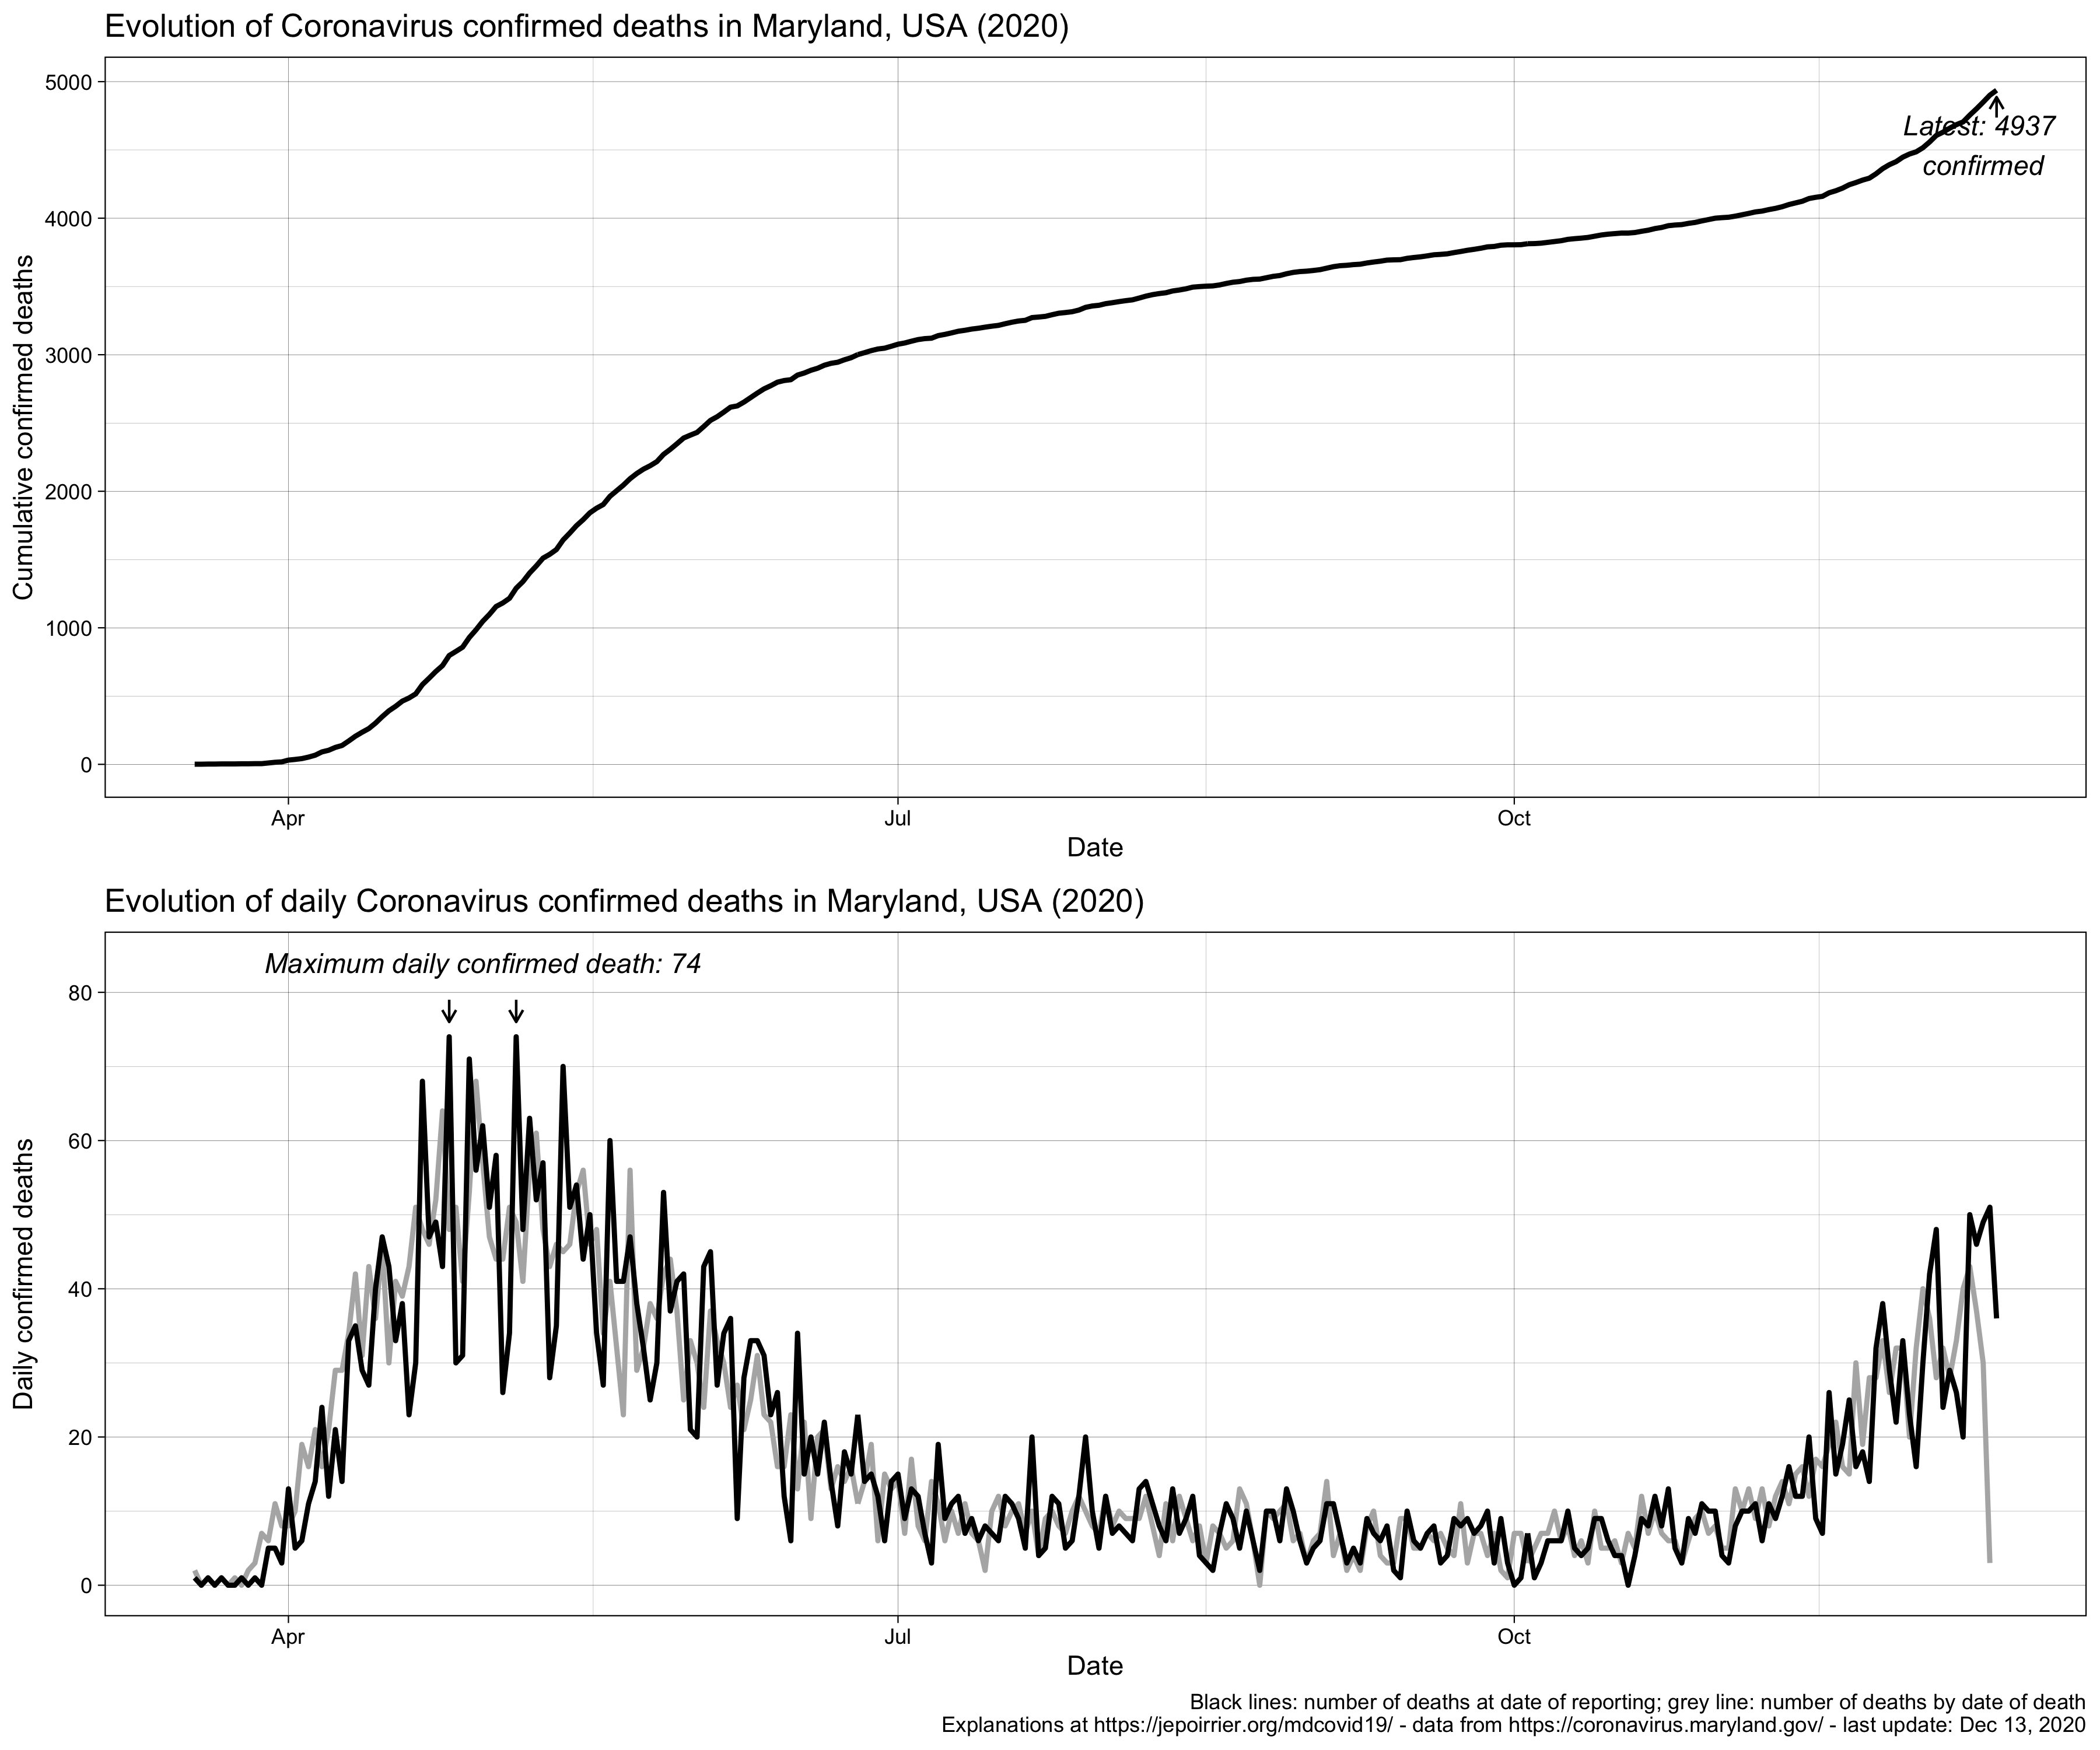 Evolution of Coronavirus confirmed deaths in Maryland, USA (2020)
5000
4000
3000
2000
1000
0
Cumulative confirmed deaths
Latest: 4937
confirmed
Apr
Jul
Oct
Date
Evolution of daily Coronavirus confirmed deaths in Maryland, USA (2020)
Maximum daily confirmed death: 74
80
60
40
20
0
Daily confirmed deaths
Apr
Jul
Oct
Date
Black lines: number of deaths at date of reporting; grey line: number of deaths by date of death
Explanations at https://jepoirrier.org/mdcovid19/ - data from https://coronavirus.maryland.gov/ - last update: Dec 13, 2020